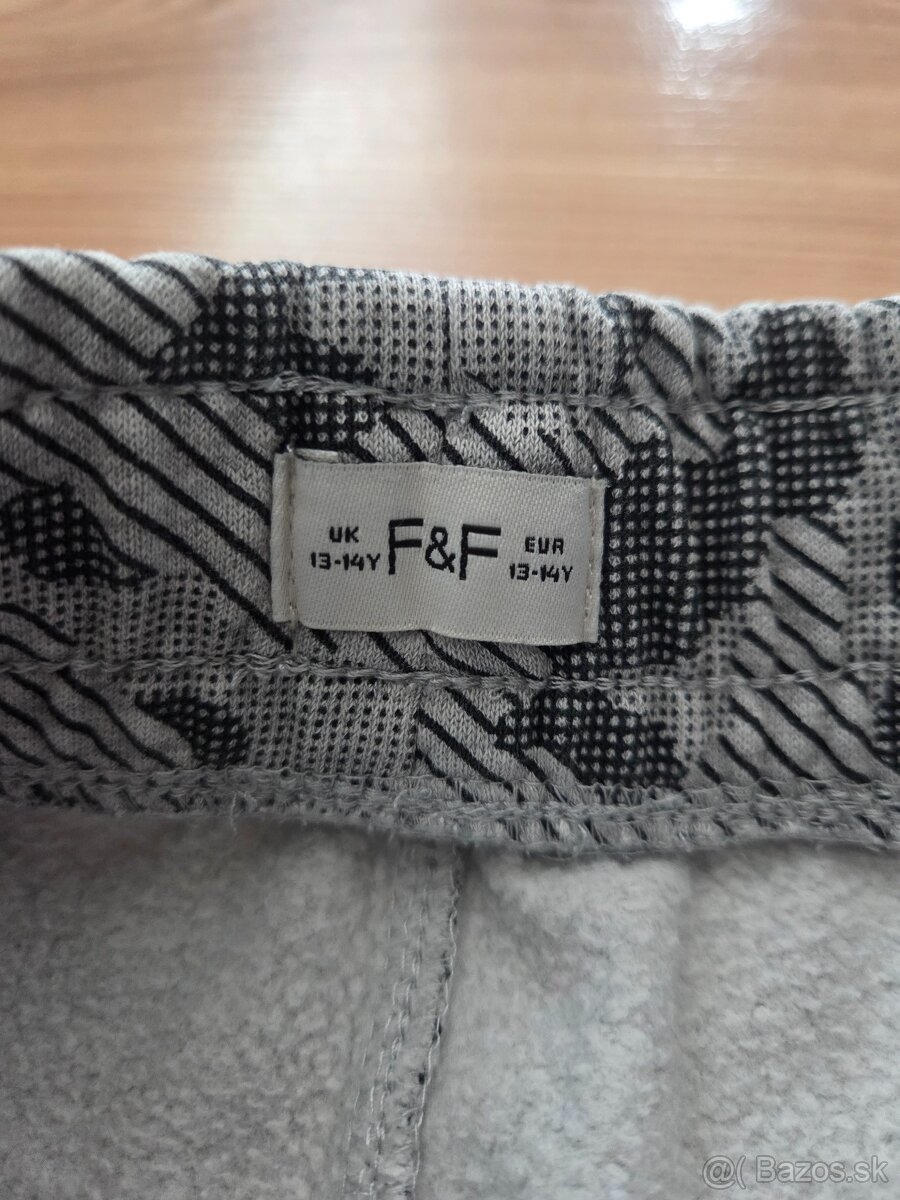 UK
13-14Y
F&F
EUR
13-14Y
@( Bazos.sk